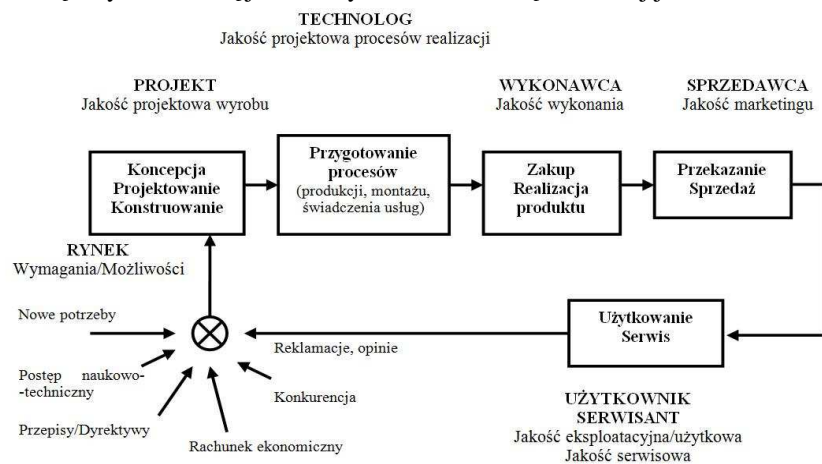 TECHNOLOG
Jakość projektowa procesów realizacji
PROJEKT
Jakość projektowa wyrobu
WYKONAWCA
Jakość wykonania
SPRZEDAWCA
Jakość marketingu
Koncepcja
Projektowanie
Konstruowanie
Przygotowanie
procesów
(produkcji, montażu,
świadczenia usług)
Zakup
Realizacja
produktu
Przekazanie
Sprzedaż
RYNEK
Wymagania/Możliwości
Nowe potrzeby
Postęp naukowo-
-techniczny
Przepisy/Dyrektywy
Rachunek ekonomiczny
Konkurencja
Reklamacje, opinie
Użytkowanie
Serwis
UŻYTKOWNIK
SERWISANT
Jakość eksploatacyjna/użytkowa
Jakość serwisowa